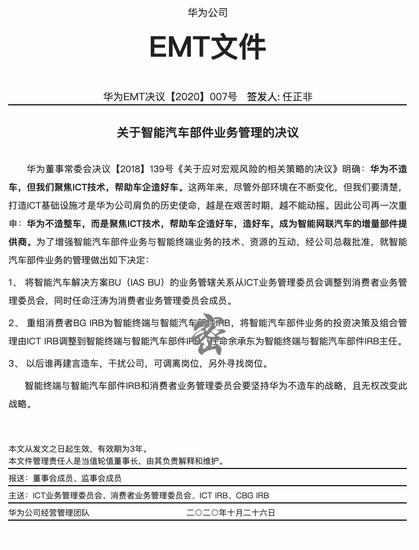 华为公司
EMT文件
华为EMT决议【2020】007号 签发人: 任正非
关于智能汽车部件业务管理的决议
华为董事常委会决议【2018】139号《关于应对宏观风险的相关策略的决议》明确：华为不造
车，但我们聚焦ICT技术，帮助车企造好车。这两年来，尽管外部环境在不断变化，但我们要清楚，
打造ICT基础设施才是华为公司肩负的历史使命，越是在艰苦时期，越不能动摇。因此公司再一次重
申：华为不造整车，而是聚焦ICT技术，帮助车企造好车，造好车，成为智能网联汽车的增量部件提
供商。为了增强智能汽车部件业务与智能终端业务的技术、资源的互动，经公司总裁批准，就智能
汽车部件业务的管理做出如下决定：
1、 将智能汽车解决方案BU（IAS BU）的业务管辖关系从ICT业务管理委员会调整到消费者业务管
理委员会，同时任命汪涛为消费者业务管理委员会成员。
2、 重组消费者BG IRB为智能终端与智能汽车部件IRB，将智能汽车部件业务的投资决策及组合管
理由ICT IRB调整到智能终端与智能汽车部件IRB，任命余承东为智能终端与智能汽车部件IRB主任。
密
3、 以后谁再建言造车，干扰公司，可调离岗位，另外寻找岗位。
智能终端与智能汽车部件IRB和消费者业务管理委员会要坚持华为不造车的战略，且无权改变此
战略。
本文从发文之日起生效，有效期为3年。
本文件管理责任人是当值轮值董事长，由其负责解释和维护。
报送：董事会成员、监事会成员
主送：ICT业务管理委员会、消费者业务管理委员会、ICT IRB、CBG IRB
华为公司经营管理团队 二〇二〇年十月二十六日